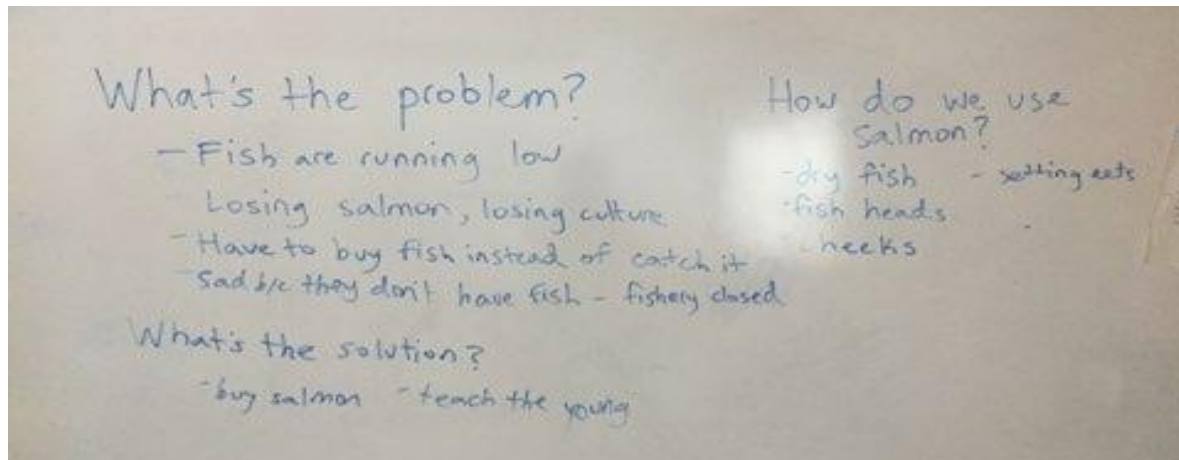 What's the problem?
- Fish are running low
Losing salmon, losing culture
- Have to buy fish instead of catch it
- Sad b/c they don't have fish - fishery closed
What's the solution?
- buy salmon - teach the young
How do we use
salmon?
- dry fish - setting
- fish heads
- cheeks